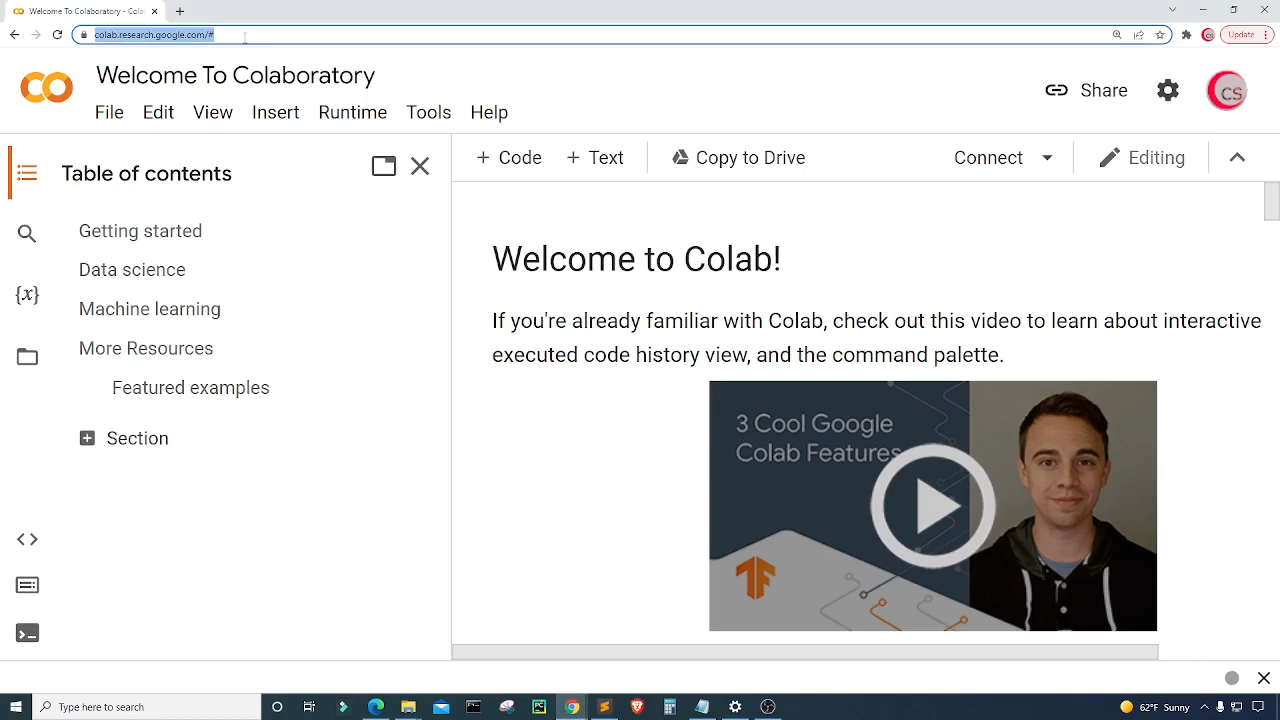 Welcome To Colaboratory - Cola
colab.research.google.com/#
Update
Welcome To Colaboratory
File Edit View Insert Runtime Tools Help
Share
CS
+ Code + Text Copy to Drive Connect Editing
Table of contents
Getting started
Data science
Machine learning
More Resources
Featured examples
Section
{x}
Welcome to Colab!
If you're already familiar with Colab, check out this video to learn about interactive
executed code history view, and the command palette.
3 Cool Google
Colab Features
Type here to search
62°F Sunny